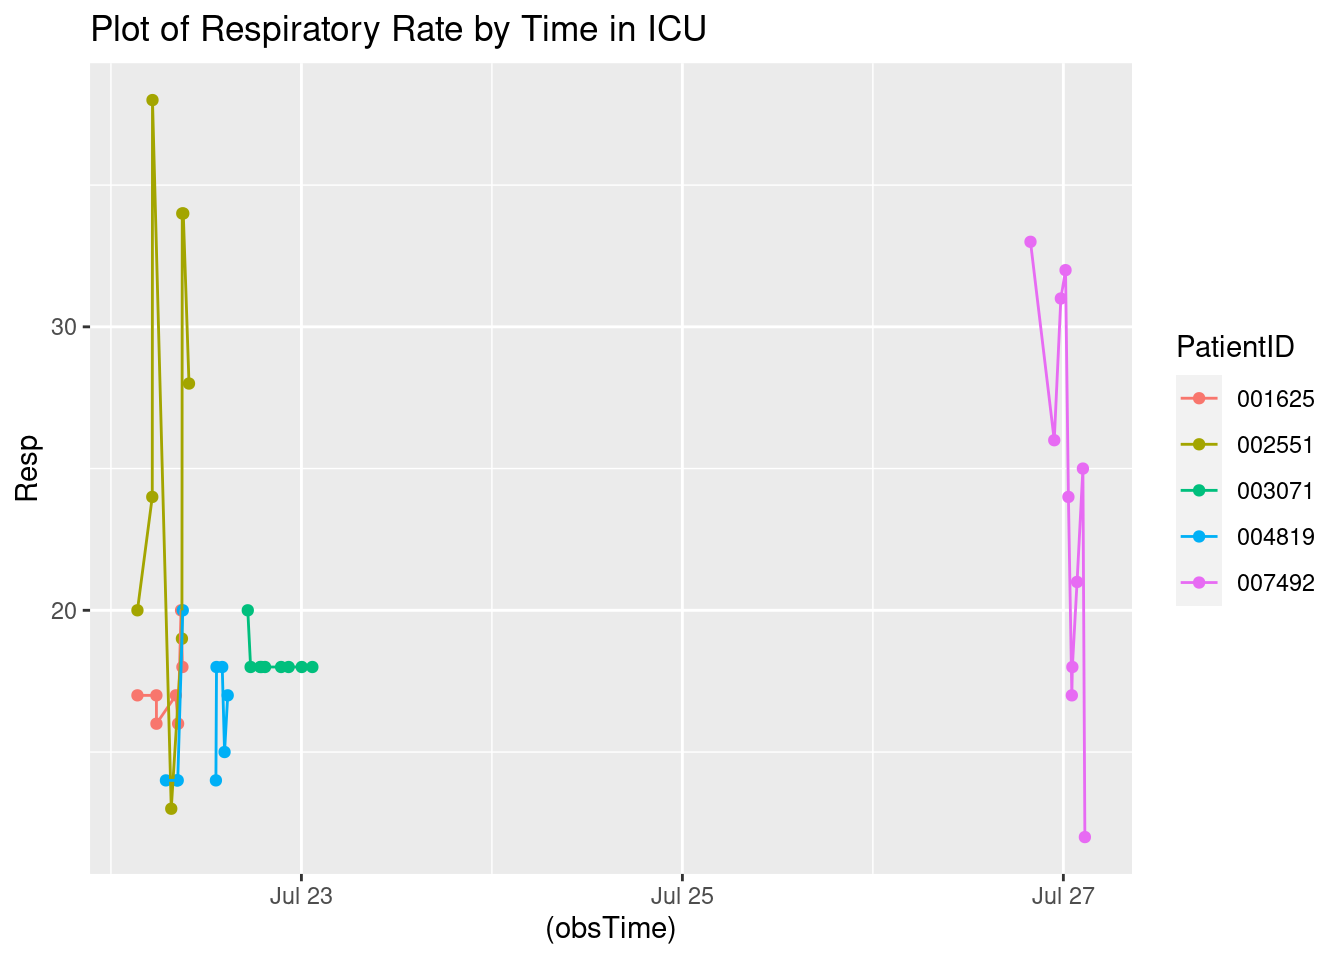 Plot of Respiratory Rate by Time in ICU
Resp
30
20
Jul 23
Jul 25
Jul 27
(obsTime)
PatientID
001625
002551
003071
004819
007492